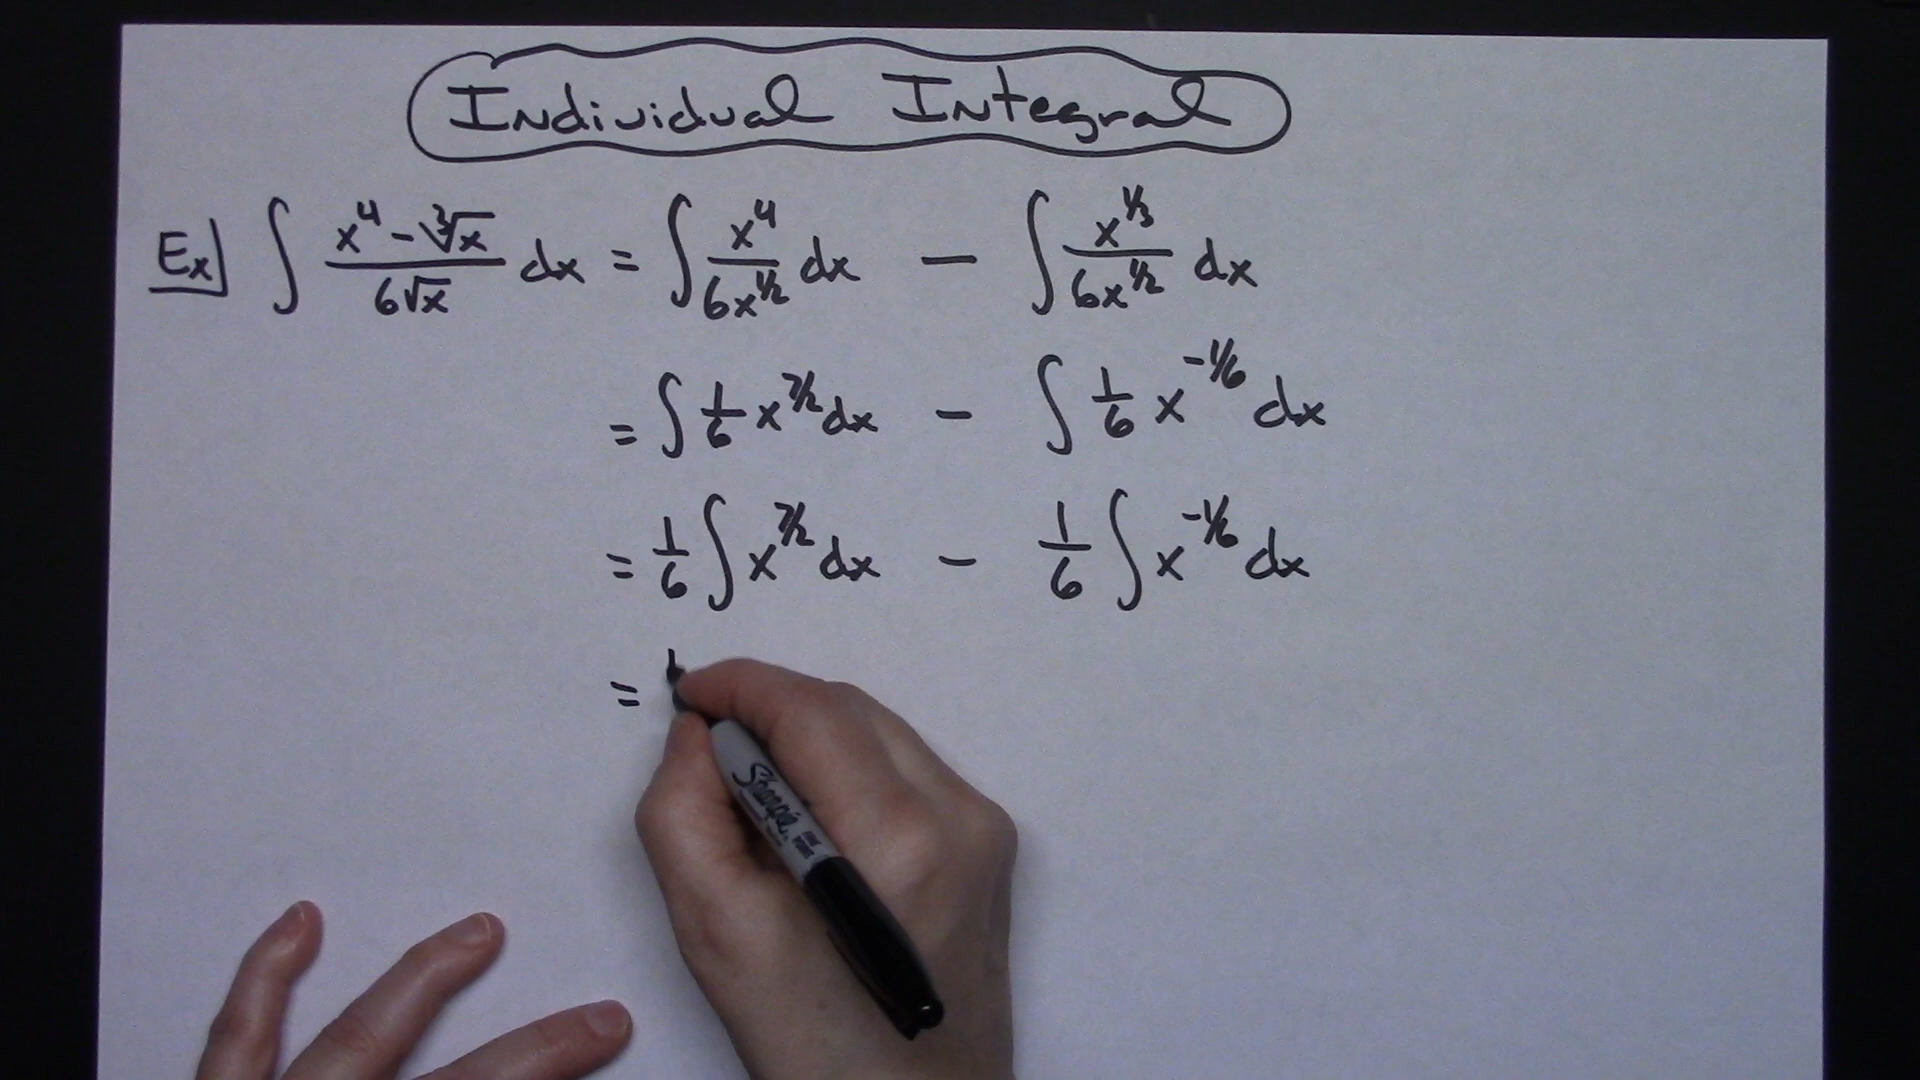 Individual Integral
Ex] ∫ (x⁴ - ∛x)/(6√x) dx = ∫ x⁴/(6x^(1/2)) dx - ∫ x^(1/3)/(6x^(1/2)) dx
= ∫ 1/6 x^(7/2) dx - ∫ 1/6 x^(-1/6) dx
= 1/6 ∫ x^(7/2) dx - 1/6 ∫ x^(-1/6) dx
=
Sharpie
FINE POINT